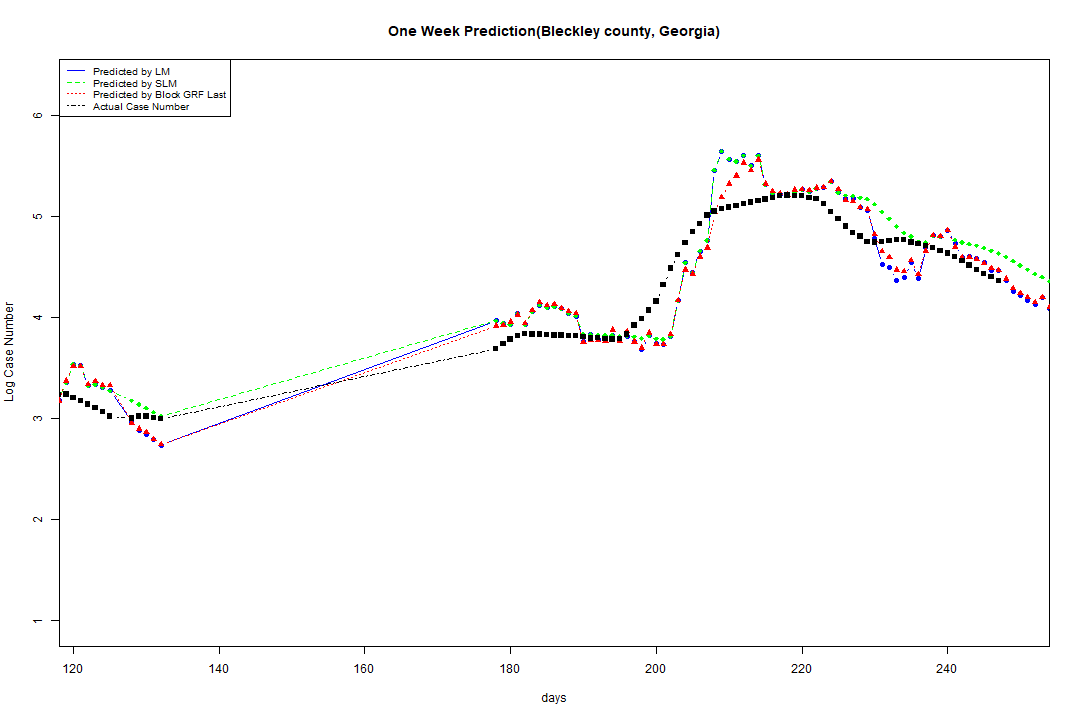 One Week Prediction(Bleckley county, Georgia)
Predicted by LM
Predicted by SLM
Predicted by Block GRF Last
Actual Case Number
Log Case Number
6
5
4
3
2
1
120 140 160 180 200 220 240
days